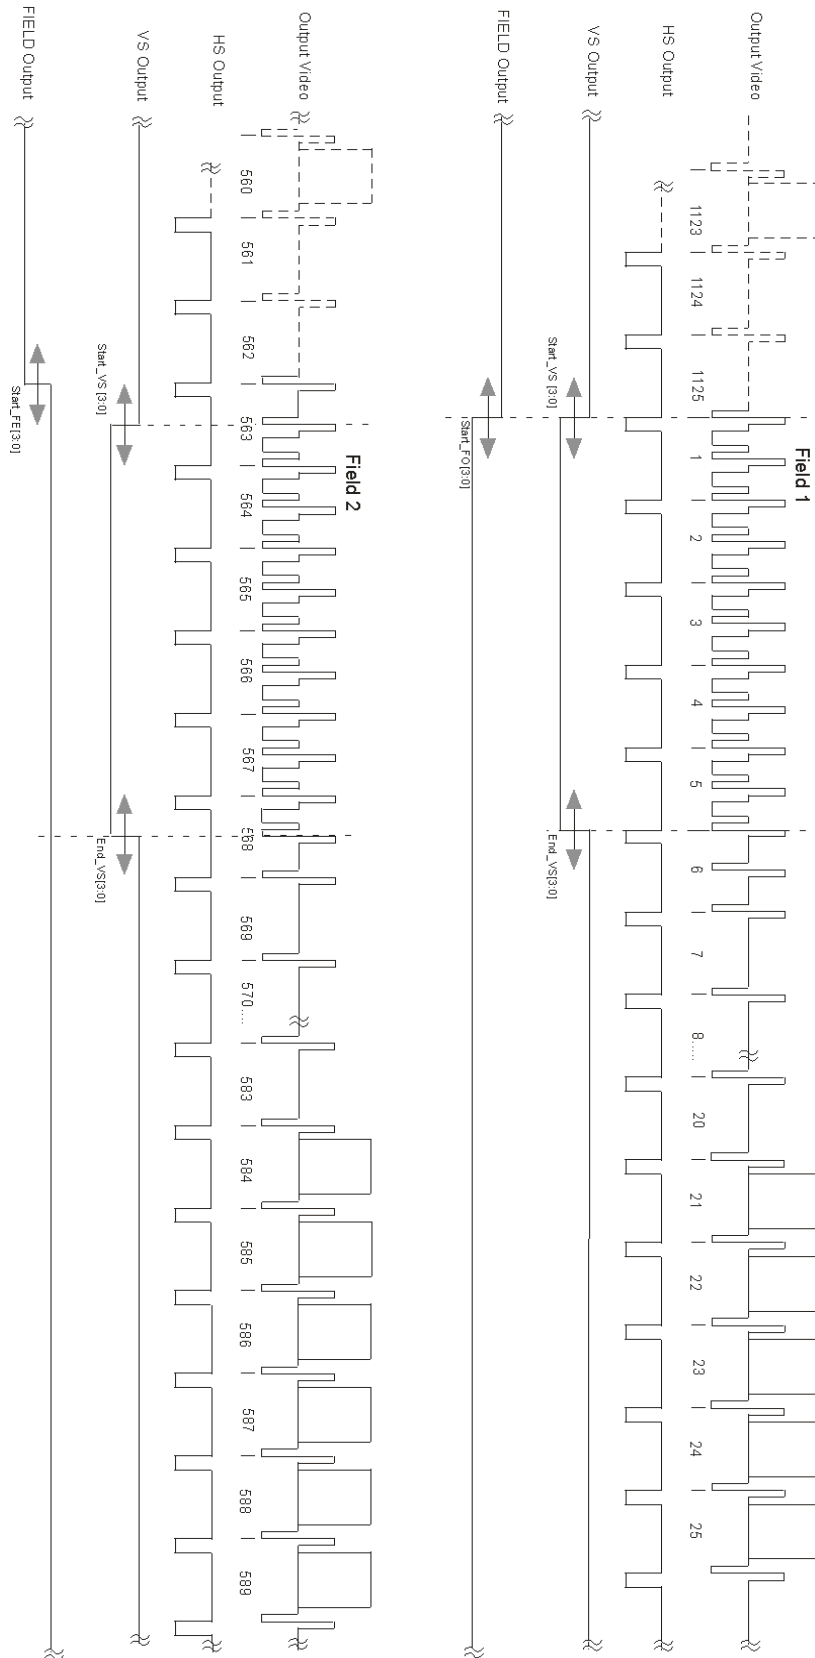 Field 1
Output Video
1123 1124 1125 1 2 3 4 5 6 7 8..... 20 21 22 23 24 25
HS Output
VS Output
Start_VS [3:0]
End_VS[3:0]
FIELD Output
Start_FO[3:0]
Field 2
Output Video
560 561 562 563 564 565 566 567 568 569 570.... 583 584 585 586 587 588 589
HS Output
VS Output
Start_VS [3:0]
End_VS[3:0]
FIELD Output
Start_FE[3:0]